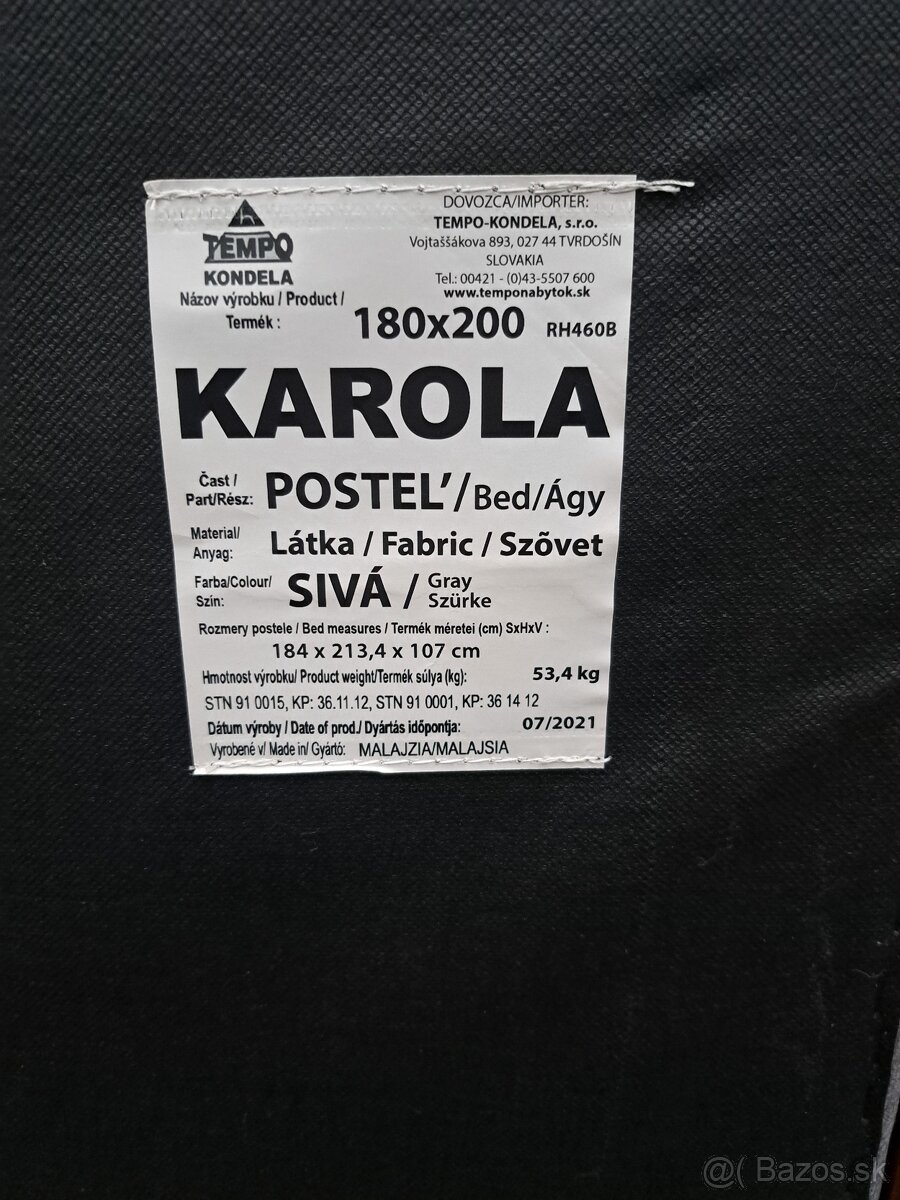 TEMPO
KONDELA
DOVOZCA/IMPORTER:
TEMPO-KONDELA, s.r.o.
Vojtaššákova 893, 027 44 TVRDOŠÍN
SLOVAKIA
Tel.: 00421 - (0)43-5507 600
www.temponabytok.sk
Názov výrobku / Product /
Termék :
180x200 RH460B
KAROLA
Čast /
Part/Rész: POSTEĽ/Bed/Ágy
Material/
Anyag: Látka / Fabric / Szõvet
Farba/Colour/
Szín: SIVÁ / Gray
Szürke
Rozmery postele / Bed measures / Termék méretei (cm) SxHxV :
184 x 213,4 x 107 cm
Hmotnost výrobku/ Product weight/Termék súlya (kg): 53,4 kg
STN 91 0015, KP: 36.11.12, STN 91 0001, KP: 36 14 12
Dátum výroby / Date of prod./ Dyártás időpontja: 07/2021
Vyrobené v/ Made in/ Gyártó: MALAJZIA/MALAJSIA
@( Bazos.sk